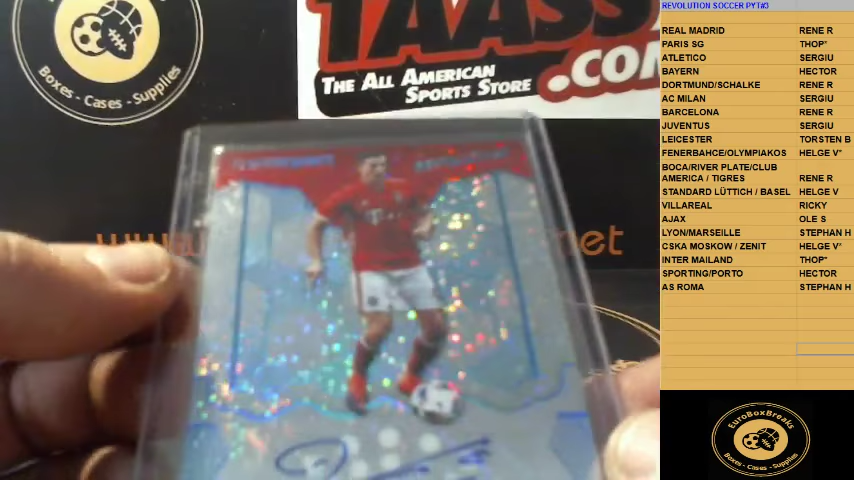 Boxes - Cases - Supplies
TAASS
.COM
THE ALL AMERICAN
SPORTS STORE
www
net
REVOLUTION SOCCER PYT#3
REAL MADRID RENE R
PARIS SG THOP*
ATLETICO SERGIU
BAYERN HECTOR
DORTMUND/SCHALKE RENE R
AC MILAN SERGIU
BARCELONA RENE R
JUVENTUS SERGIU
LEICESTER TORSTEN B
FENERBAHCE/OLYMPIAKOS HELGE V*
BOCA/RIVER PLATE/CLUB
AMERICA / TIGRES RENE R
STANDARD LÜTTICH / BASEL HELGE V
VILLAREAL RICKY
AJAX OLE S
LYON/MARSEILLE STEPHAN H
CSKA MOSKOW / ZENIT HELGE V*
INTER MAILAND THOP*
SPORTING/PORTO HECTOR
AS ROMA STEPHAN H
EuroBoxBreaks
Boxes - Cases - Supplies